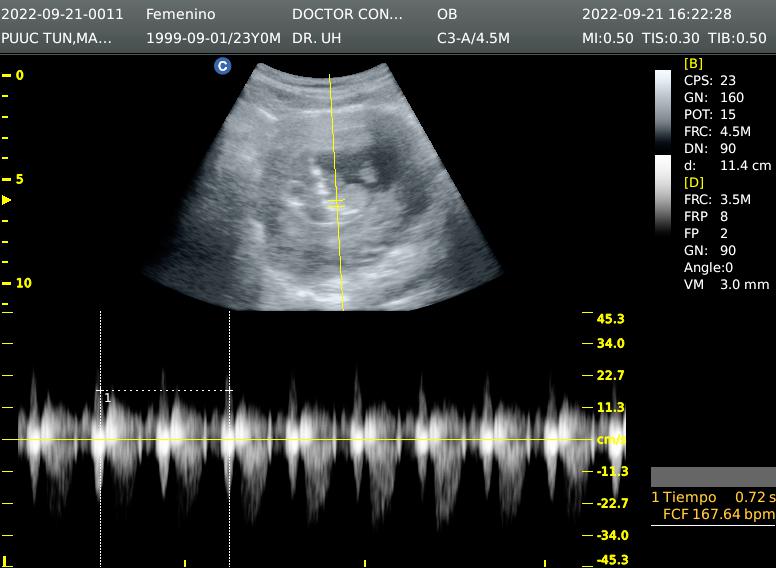 2022-09-21-0011 Femenino DOCTOR CON... OB 2022-09-21 16:22:28
PUUC TUN,MA... 1999-09-01/23Y0M DR. UH C3-A/4.5M MI:0.50 TIS:0.30 TIB:0.50
C
0
5
10
[B]
CPS: 23
GN: 160
POT: 15
FRC: 4.5M
DN: 90
d: 11.4 cm
[D]
FRC: 3.5M
FRP 8
FP 2
GN: 90
Angle:0
VM 3.0 mm
45.3
34.0
22.7
11.3
cm/s
-11.3
-22.7
-34.0
-45.3
1
1 Tiempo 0.72 s
FCF 167.64 bpm